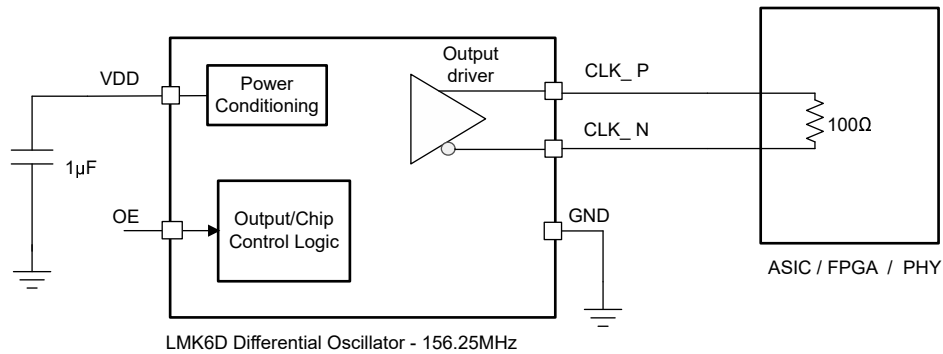 VDD
Power
Conditioning
Output
driver
CLK_ P
CLK_ N
100Ω
1µF
OE
Output/Chip
Control Logic
GND
ASIC / FPGA / PHY
LMK6D Differential Oscillator - 156.25MHz